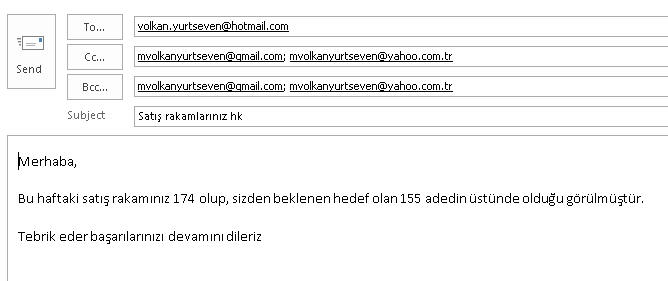 To... volkan.yurtseven@hotmail.com
Send
Cc... mvolkanyurtseven@gmail.com; mvolkanyurtseven@yahoo.com.tr
Bcc... mvolkanyurtseven@gmail.com; mvolkanyurtseven@yahoo.com.tr
Subject Satış rakamlarınız hk
Merhaba,
Bu haftaki satış rakamınız 174 olup, sizden beklenen hedef olan 155 adedin üstünde olduğu görülmüştür.
Tebrik eder başarılarınızı devamını dileriz